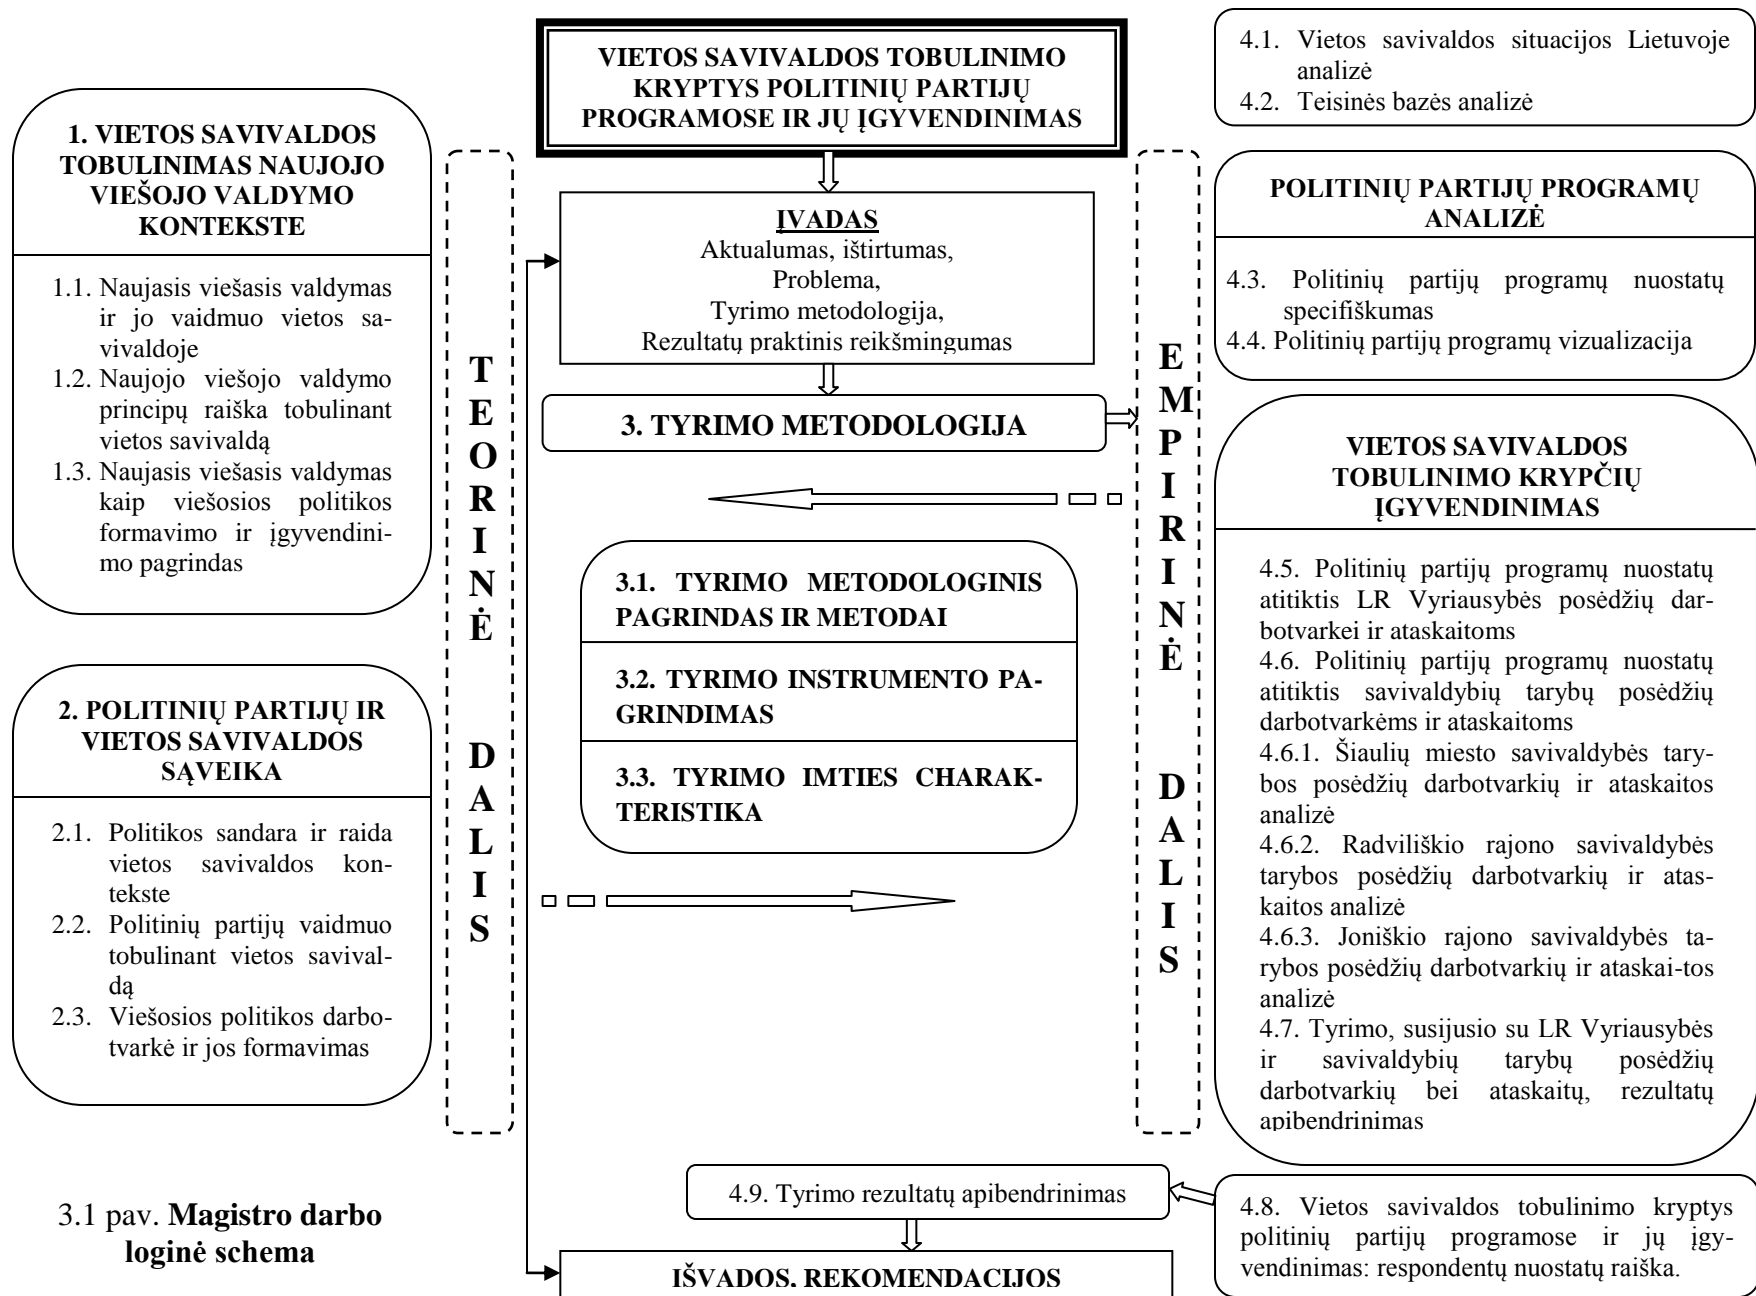 VIETOS SAVIVALDOS TOBULINIMO
KRYPTYS POLITINIŲ PARTIJŲ
PROGRAMOSE IR JŲ ĮGYVENDINIMAS
1. VIETOS SAVIVALDOS
TOBULINIMAS NAUJOJO
VIEŠOJO VALDYMO
KONTEKSTE
1.1. Naujasis viešasis valdymas
ir jo vaidmuo vietos sa-
vivaldoje
1.2. Naujojo viešojo valdymo
principų raiška tobulinant
vietos savivaldą
1.3. Naujasis viešasis valdymas
kaip viešosios politikos
formavimo ir įgyvendini-
mo pagrindas
2. POLITINIŲ PARTIJŲ IR
VIETOS SAVIVALDOS
SĄVEIKA
2.1. Politikos sandara ir raida
vietos savivaldos kon-
tekste
2.2. Politinių partijų vaidmuo
tobulinant vietos savival-
dą
2.3. Viešosios politikos darbo-
tvarkė ir jos formavimas
3.1 pav. Magistro darbo
loginė schema
T
E
O
R
I
N
Ė
D
A
L
I
S
ĮVADAS
Aktualumas, ištirtumas,
Problema,
Tyrimo metodologija,
Rezultatų praktinis reikšmingumas
3. TYRIMO METODOLOGIJA
3.1. TYRIMO METODOLOGINIS
PAGRINDAS IR METODAI
3.2. TYRIMO INSTRUMENTO PA-
GRINDIMAS
3.3. TYRIMO IMTIES CHARAK-
TERISTIKA
E
M
P
I
R
I
N
Ė
D
A
L
I
S
4.1. Vietos savivaldos situacijos Lietuvoje
analizė
4.2. Teisinės bazės analizė
POLITINIŲ PARTIJŲ PROGRAMŲ
ANALIZĖ
4.3. Politinių partijų programų nuostatų
specifiškumas
4.4. Politinių partijų programų vizualizacija
VIETOS SAVIVALDOS
TOBULINIMO KRYPČIŲ
ĮGYVENDINIMAS
4.5. Politinių partijų programų nuostatų
atitiktis LR Vyriausybės posėdžių dar-
botvarkei ir ataskaitoms
4.6. Politinių partijų programų nuostatų
atitiktis savivaldybių tarybų posėdžių
darbotvarkėms ir ataskaitoms
4.6.1. Šiaulių miesto savivaldybės tary-
bos posėdžių darbotvarkių ir ataskaitos
analizė
4.6.2. Radviliškio rajono savivaldybės
tarybos posėdžių darbotvarkių ir atas-
kaitos analizė
4.6.3. Joniškio rajono savivaldybės ta-
rybos posėdžių darbotvarkių ir ataskai-tos
analizė
4.7. Tyrimo, susijusio su LR Vyriausybės
ir savivaldybių tarybų posėdžių
darbotvarkių bei ataskaitų, rezultatų
apibendrinimas
4.8. Vietos savivaldos tobulinimo kryptys
politinių partijų programose ir jų įgy-
vendinimas: respondentų nuostatų raiška.
4.9. Tyrimo rezultatų apibendrinimas
IŠVADOS, REKOMENDACIJOS